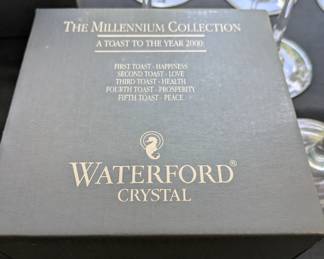 THE MILLENNIUM COLLECTION
A TOAST TO THE YEAR 2000
FIRST TOAST - HAPPINESS
SECOND TOAST - LOVE
THIRD TOAST - HEALTH
FOURTH TOAST - PROSPERITY
FIFTH TOAST - PEACE
WATERFORD®
CRYSTAL